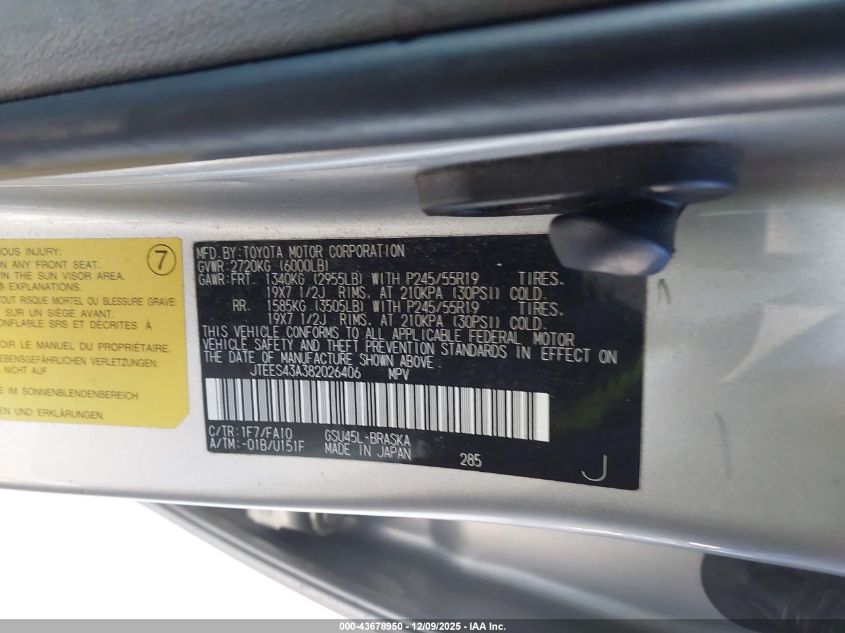 OUS INJURY:
N ANY FRONT SEAT.
IN THE SUN VISOR AREA.
EXPLANATIONS.
TOUT RISQUE MORTEL OU BLESSURE GRAVE:
SUR UN SIÈGE AVANT.
ONFLABLE SRS ET DÉCRITES À
OIR LE MANUEL DU PROPRIÉTAIRE.
EBENSGEFÄHRLICHEN VERLETZUNGEN:
NICHT AUF
IM SONNENBLENDENBEREICH
7
MFD.BY:TOYOTA MOTOR CORPORATION
GVWR:2720KG (6000LB)
GAWR:FRT. 1340KG (2955LB) WITH P245/55R19 TIRES.
19X7 1/2J RIMS. AT 210KPA (30PSI) COLD.
RR. 1585KG (3505LB) WITH P245/55R19 TIRES.
19X7 1/2J RIMS. AT 210KPA (30PSI) COLD.
THIS VEHICLE CONFORMS TO ALL APPLICABLE FEDERAL MOTOR
VEHICLE SAFETY AND THEFT PREVENTION STANDARDS IN EFFECT ON
THE DATE OF MANUFACTURE SHOWN ABOVE.
JTEES43A382026406 MPV
C/TR:1F7/FA10 GSU45L-BRASKA
A/TM:-01B/U151F MADE IN JAPAN 285 J
000-43678950 - 12/09/2025 - IAA Inc.